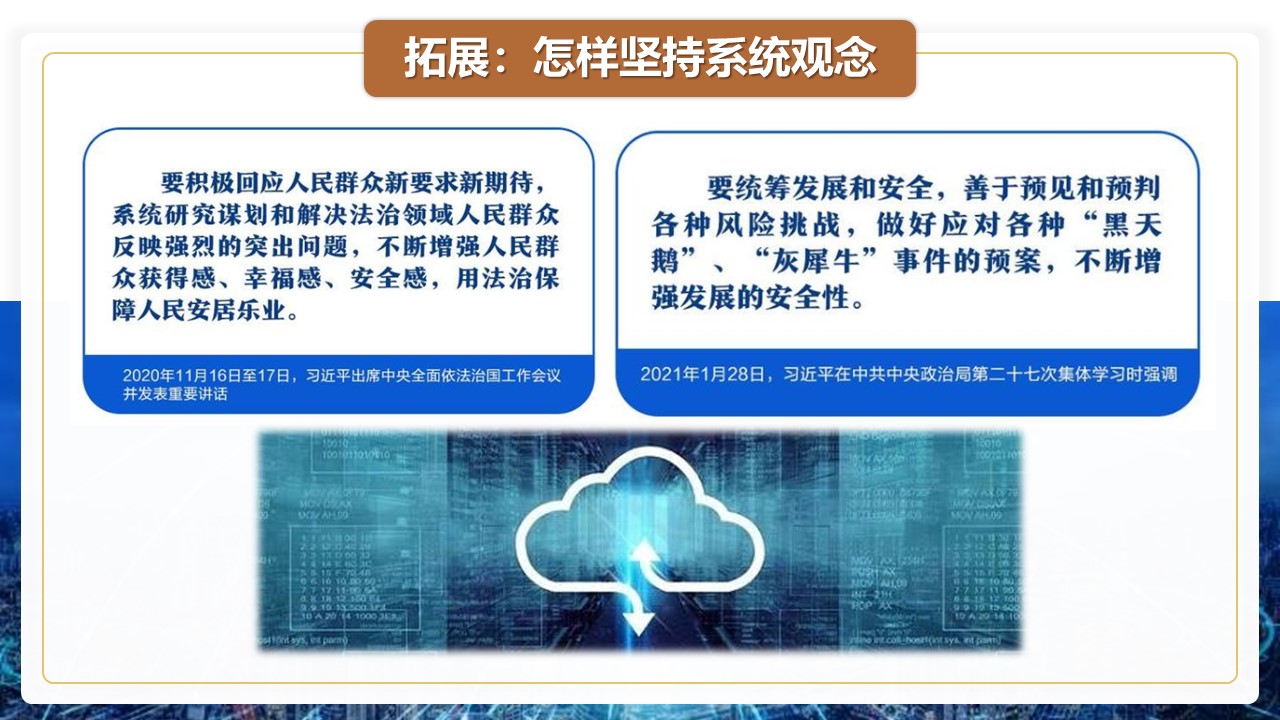 拓展：怎样坚持系统观念
要积极回应人民群众新要求新期待，
系统研究谋划和解决法治领域人民群众
反映强烈的突出问题，不断增强人民群
众获得感、幸福感、安全感，用法治保
障人民安居乐业。
2020年11月16日至17日，习近平出席中央全面依法治国工作会议
并发表重要讲话
要统筹发展和安全，善于预见和预判
各种风险挑战，做好应对各种“黑天
鹅”、“灰犀牛”事件的预案，不断增
强发展的安全性。
2021年1月28日，习近平在中共中央政治局第二十七次集体学习时强调
10010
1001011010110
MOV AH,09
MOV AH,09